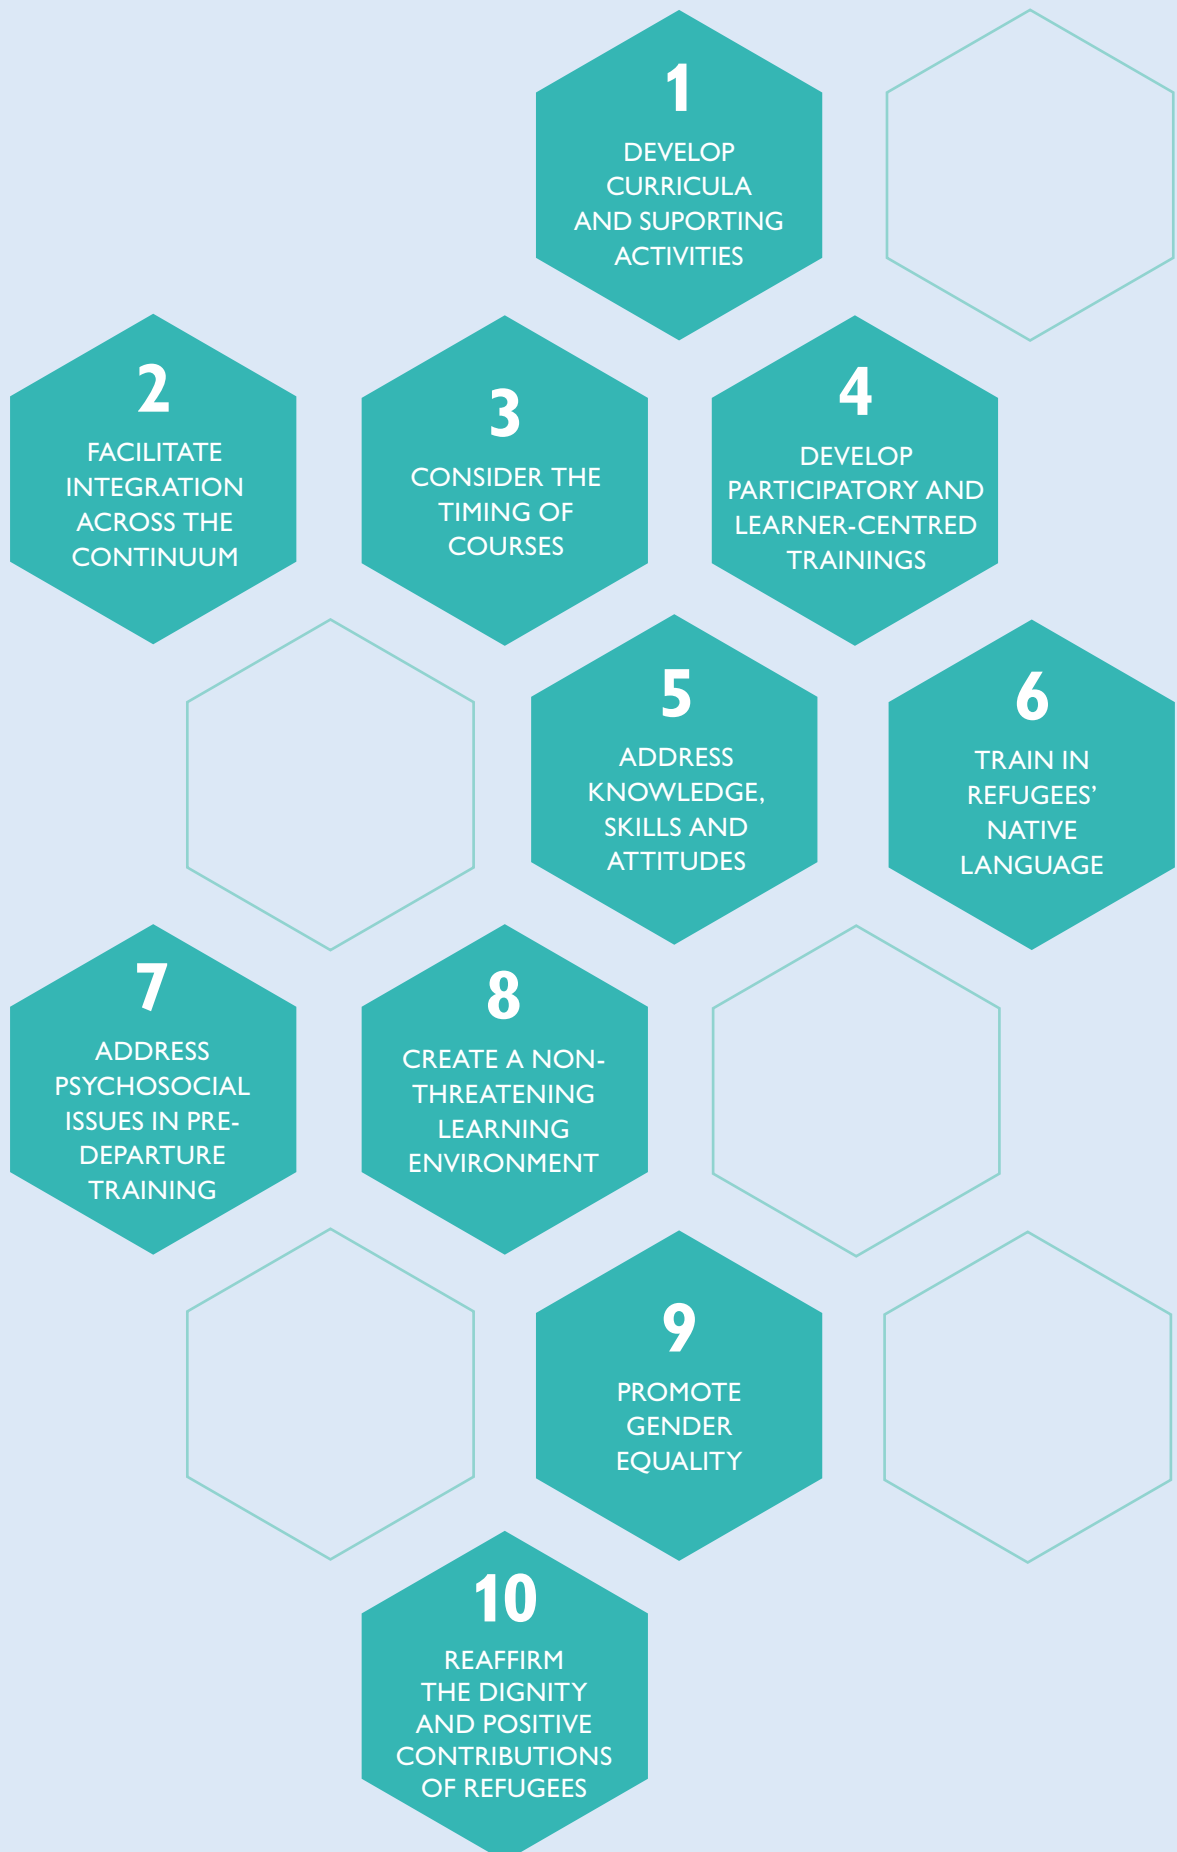 1
DEVELOP
CURRICULA
AND SUPORTING
ACTIVITIES
2
FACILITATE
INTEGRATION
ACROSS THE
CONTINUUM
3
CONSIDER THE
TIMING OF
COURSES
4
DEVELOP
PARTICIPATORY AND
LEARNER-CENTRED
TRAININGS
5
ADDRESS
KNOWLEDGE,
SKILLS AND
ATTITUDES
6
TRAIN IN
REFUGEES’
NATIVE
LANGUAGE
7
ADDRESS
PSYCHOSOCIAL
ISSUES IN PRE-
DEPARTURE
TRAINING
8
CREATE A NON-
THREATENING
LEARNING
ENVIRONMENT
9
PROMOTE
GENDER
EQUALITY
10
REAFFIRM
THE DIGNITY
AND POSITIVE
CONTRIBUTIONS
OF REFUGEES